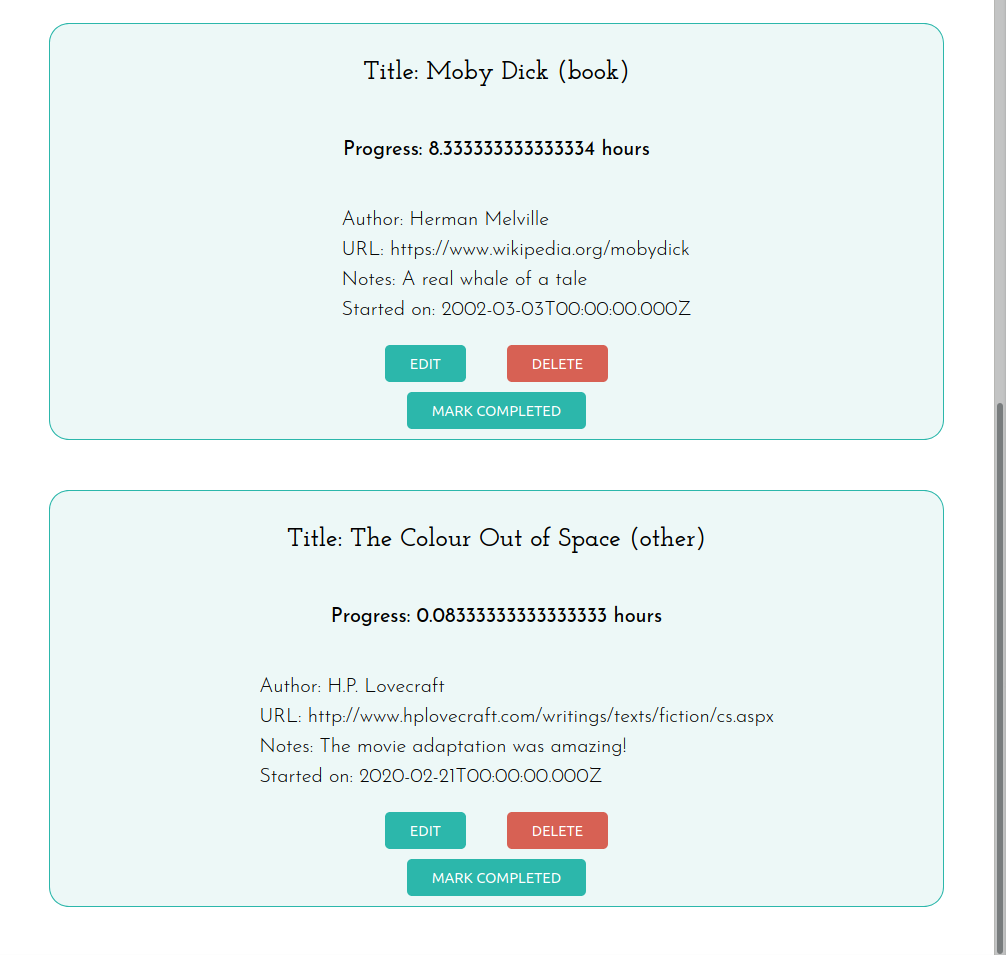 Title: Moby Dick (book)
Progress: 8.333333333333334 hours
Author: Herman Melville
URL: https://www.wikipedia.org/mobydick
Notes: A real whale of a tale
Started on: 2002-03-03T00:00:00.000Z
EDIT DELETE
MARK COMPLETED
Title: The Colour Out of Space (other)
Progress: 0.08333333333333333 hours
Author: H.P. Lovecraft
URL: http://www.hplovecraft.com/writings/texts/fiction/cs.aspx
Notes: The movie adaptation was amazing!
Started on: 2020-02-21T00:00:00.000Z
EDIT DELETE
MARK COMPLETED